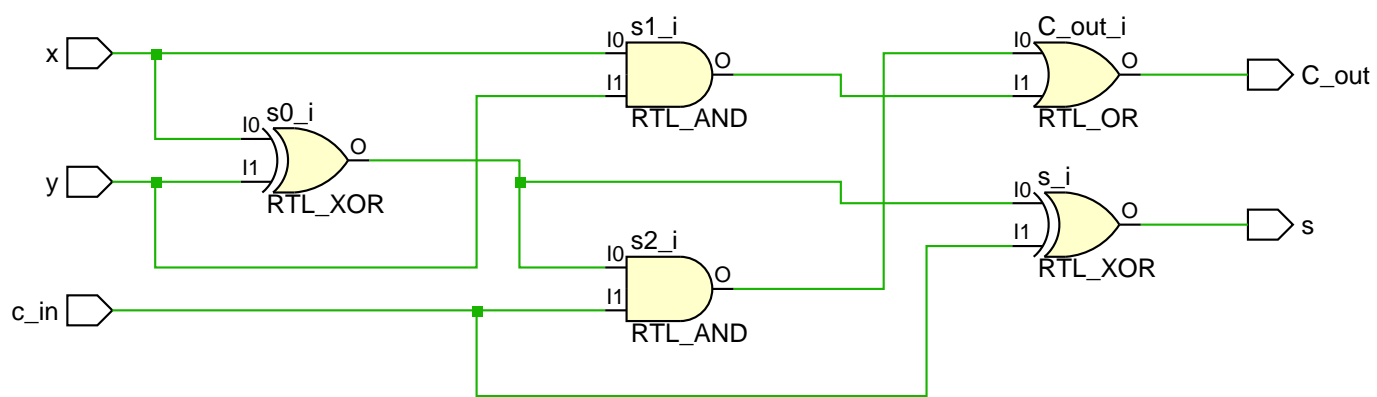 s1_i
C_out_i
I0
I0
x
O
O
C_out
I1
I1
s0_i
RTL_AND
RTL_OR
I0
O
I1
s_i
y
I0
RTL_XOR
O
s
I1
s2_i
I0
RTL_XOR
O
I1
c_in
RTL_AND